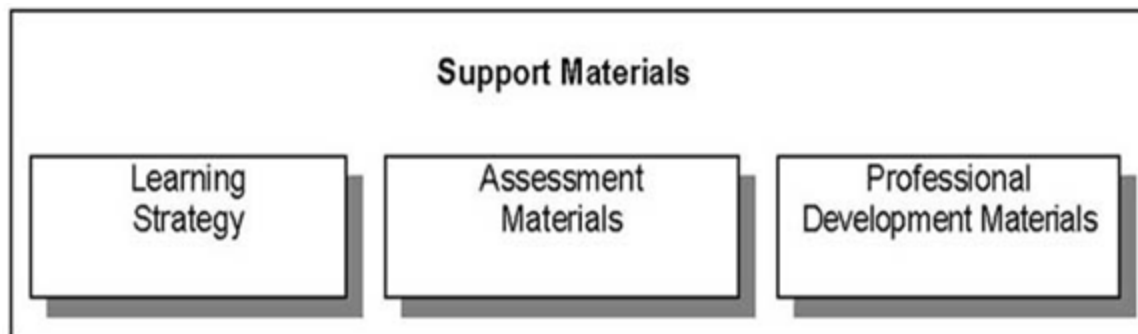 Support Materials
Learning
Strategy
Assessment
Materials
Professional
Development Materials